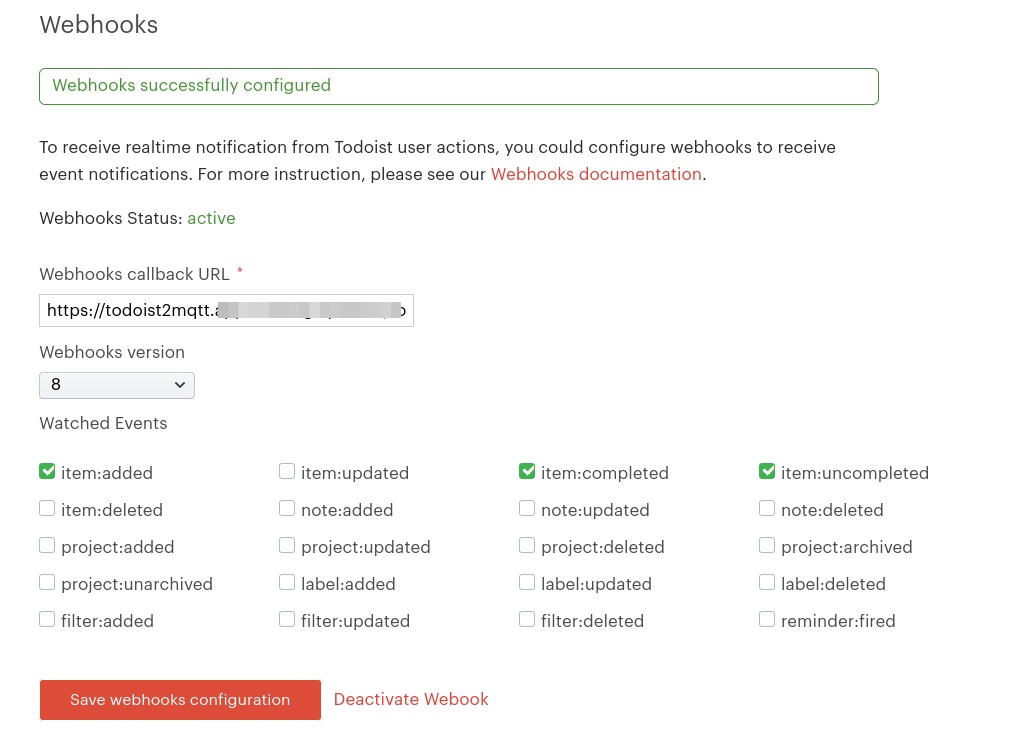 Webhooks
Webhooks successfully configured
To receive realtime notification from Todoist user actions, you could configure webhooks to receive
event notifications. For more instruction, please see our Webhooks documentation.
Webhooks Status: active
Webhooks callback URL *
https://todoist2mqtt.
Webhooks version
8
Watched Events
item:added item:updated item:completed item:uncompleted
item:deleted note:added note:updated note:deleted
project:added project:updated project:deleted project:archived
project:unarchived label:added label:updated label:deleted
filter:added filter:updated filter:deleted reminder:fired
Save webhooks configuration Deactivate Webook